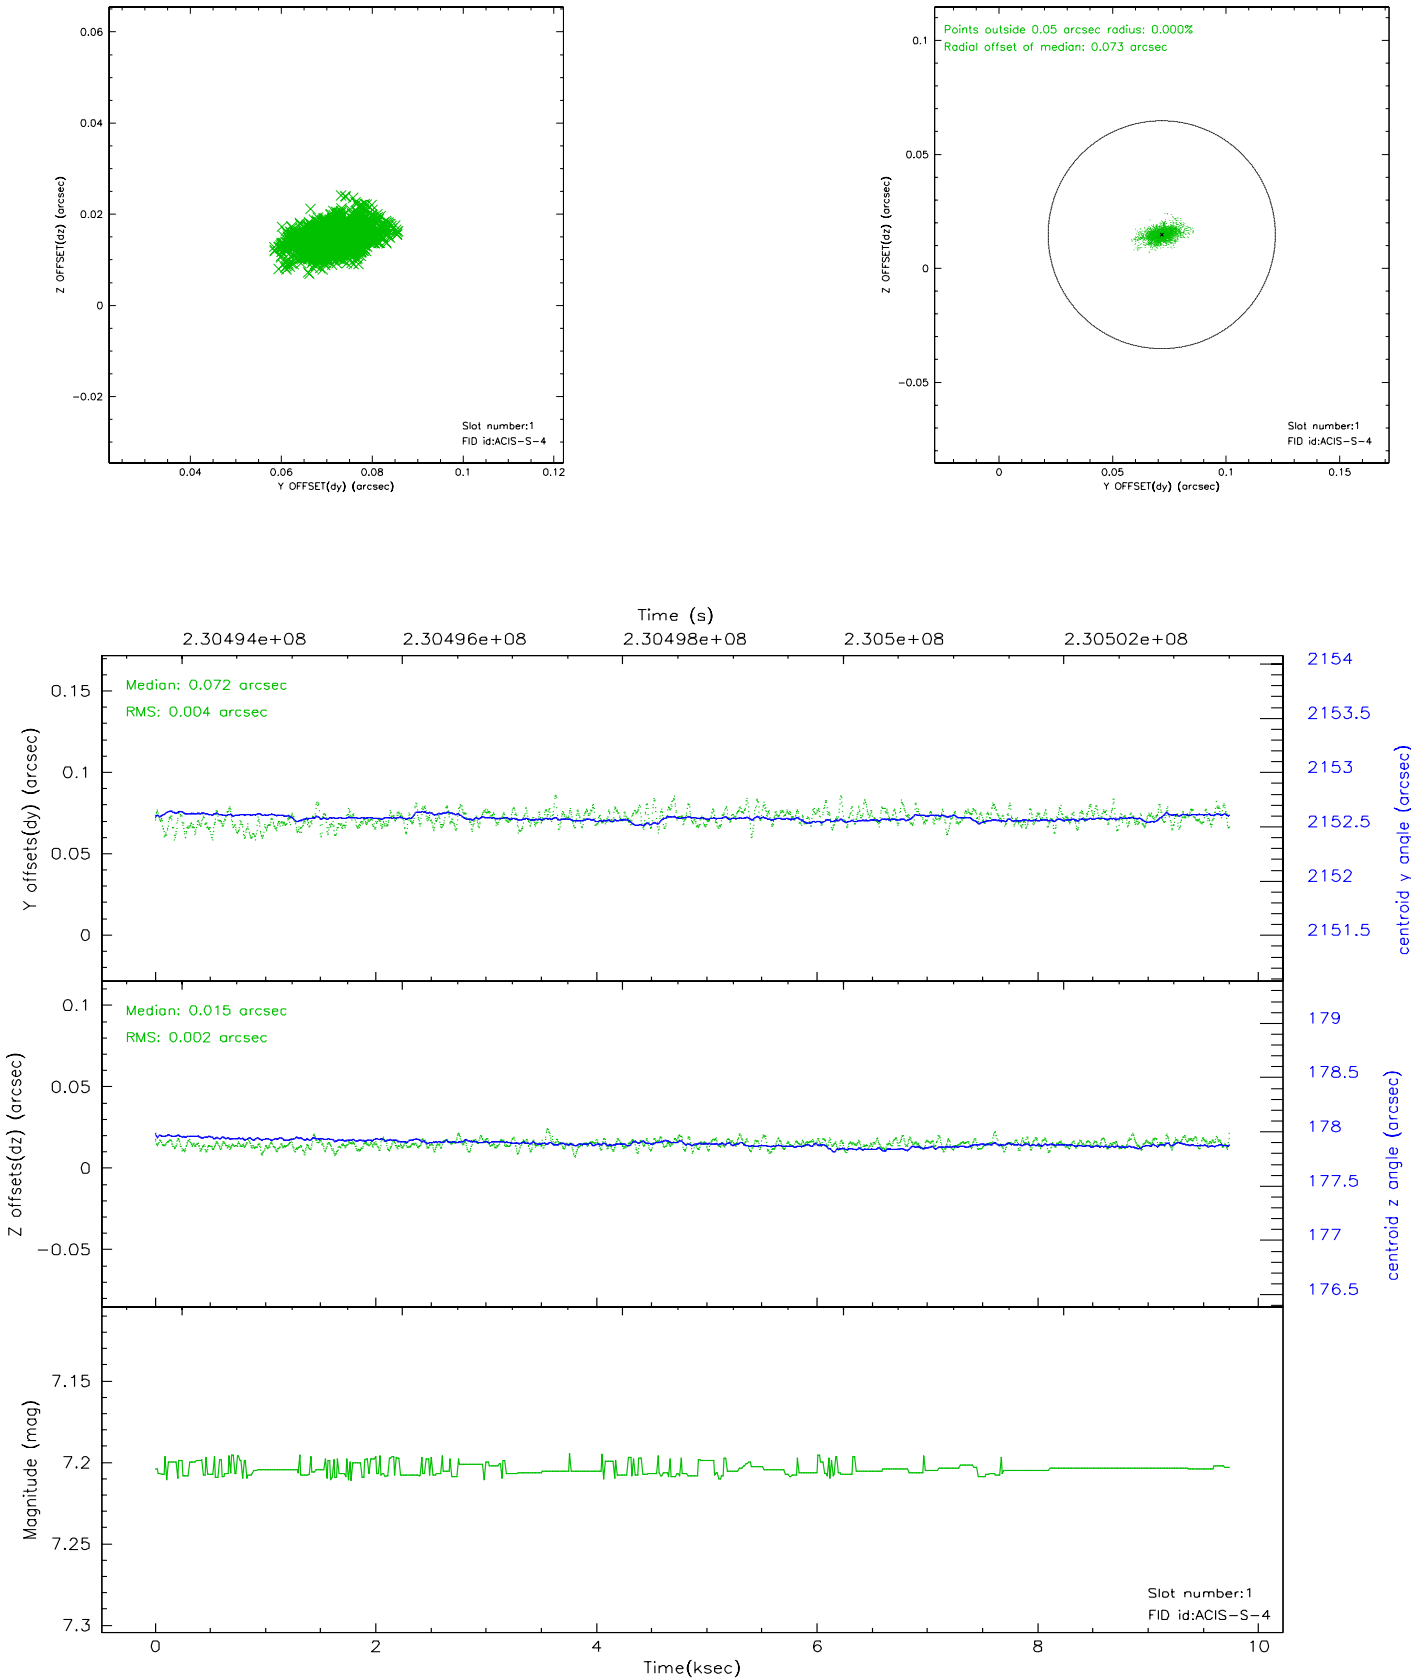 0.06
0.04
0.02
0
−0.02
Z OFFSET(dz) (arcsec)
Slot number:1
FID id:ACIS−S−4
0.04 0.06 0.08 0.1 0.12
Y OFFSET(dy) (arcsec)
Points outside 0.05 arcsec radius: 0.000%
Radial offset of median: 0.073 arcsec
0.1
0.05
0
−0.05
Z OFFSET(dz) (arcsec)
Slot number:1
FID id:ACIS−S−4
0 0.05 0.1 0.15
Y OFFSET(dy) (arcsec)
Time (s)
2.30494e+08 2.30496e+08 2.30498e+08 2.305e+08 2.30502e+08
Median: 0.072 arcsec
RMS: 0.004 arcsec
0.15
0.1
0.05
0
Y offsets(dy) (arcsec)
2154
2153.5
2153
2152.5
2152
2151.5
centroid y angle (arcsec)
Median: 0.015 arcsec
RMS: 0.002 arcsec
0.1
0.05
0
−0.05
Z offsets(dz) (arcsec)
179
178.5
178
177.5
177
176.5
centroid z angle (arcsec)
7.15
7.2
7.25
7.3
Magnitude (mag)
Slot number:1
FID id:ACIS−S−4
0 2 4 6 8 10
Time(ksec)